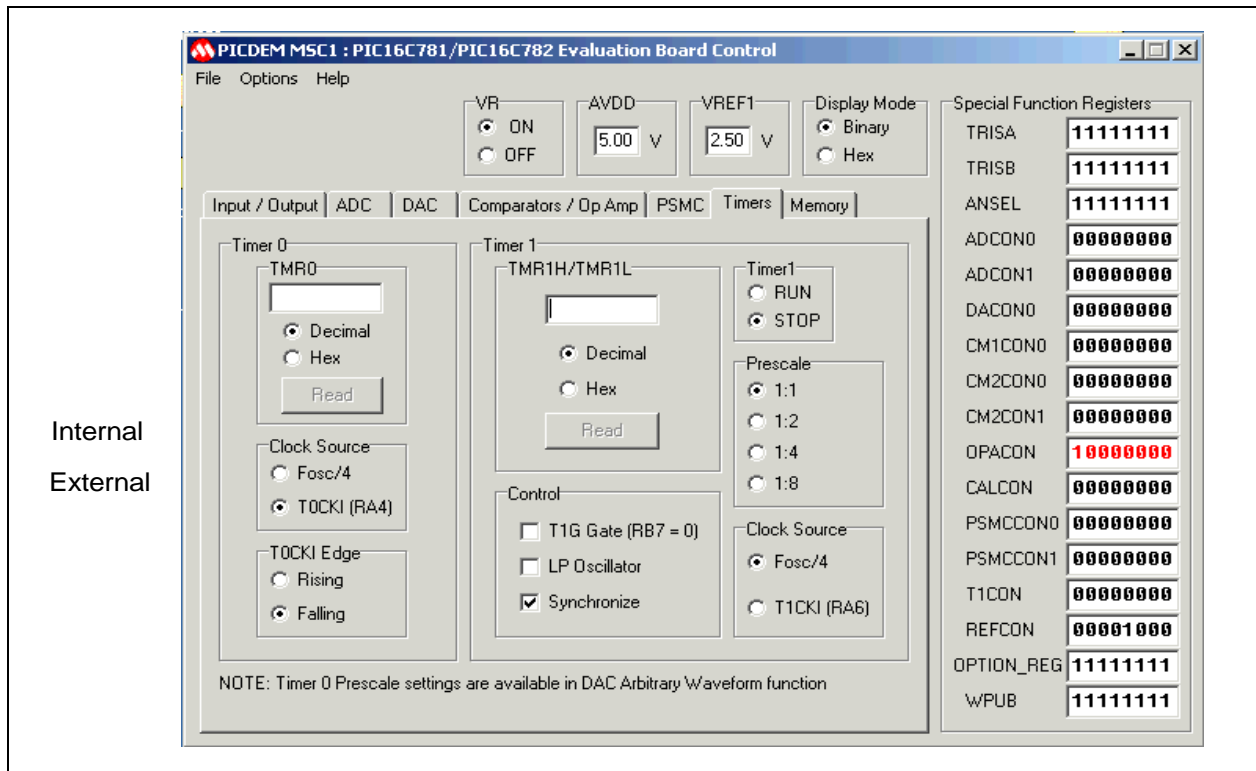 PICDEM MSC1 : PIC16C781/PIC16C782 Evaluation Board Control
File Options Help
VR
ON
OFF
AVDD
5.00 V
VREF1
2.50 V
Display Mode
Binary
Hex
Input / Output ADC DAC Comparators / Op Amp PSMC Timers Memory
Internal
External
Timer 0
TMR0
Decimal
Hex
Read
Clock Source
Fosc/4
T0CKI (RA4)
T0CKI Edge
Rising
Falling
Timer 1
TMR1H/TMR1L
Decimal
Hex
Read
Control
T1G Gate (RB7 = 0)
LP Oscillator
Synchronize
Timer1
RUN
STOP
Prescale
1:1
1:2
1:4
1:8
Clock Source
Fosc/4
T1CKI (RA6)
NOTE: Timer 0 Prescale settings are available in DAC Arbitrary Waveform function
Special Function Registers
TRISA 11111111
TRISB 11111111
ANSEL 11111111
ADCON0 00000000
ADCON1 00000000
DACON0 00000000
CM1CON0 00000000
CM2CON0 00000000
CM2CON1 00000000
OPACON 10000000
CALCON 00000000
PSMCCON0 00000000
PSMCCON1 00000000
T1CON 00000000
REFCON 00001000
OPTION_REG 11111111
WPUB 11111111